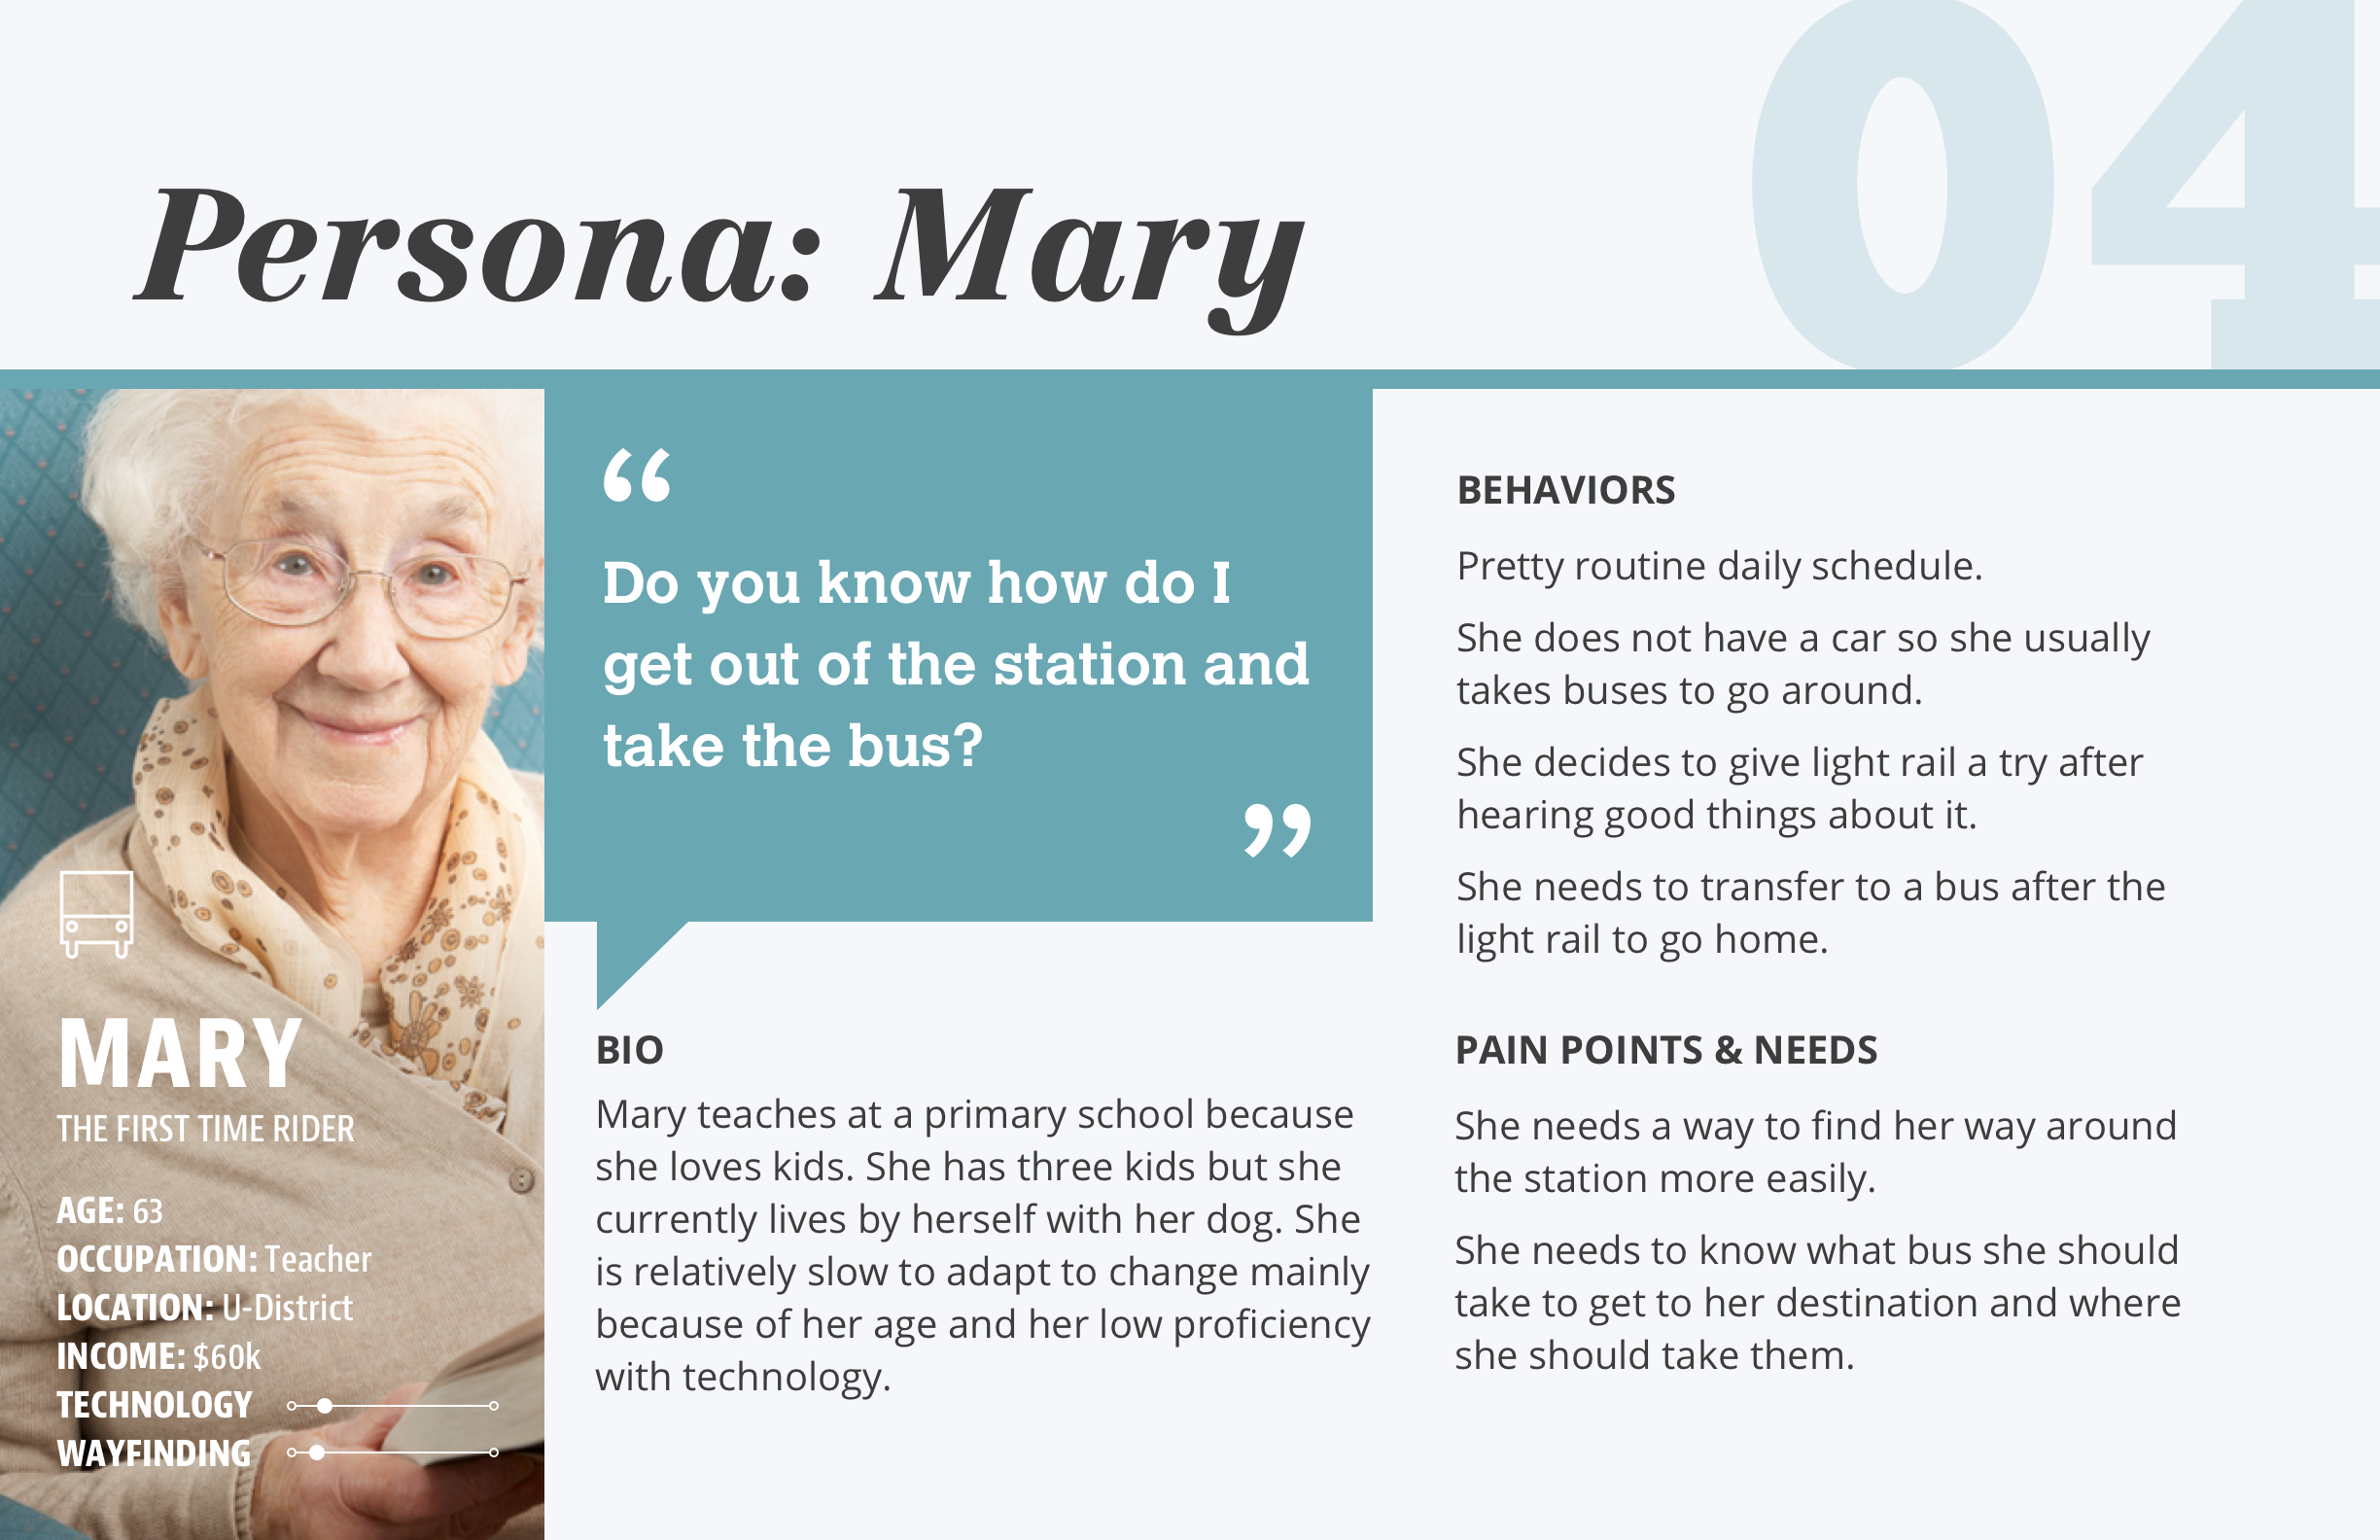 04
Persona: Mary
“
Do you know how do I
get out of the station and
take the bus?
”
MARY
THE FIRST TIME RIDER
AGE: 63
OCCUPATION: Teacher
LOCATION: U-District
INCOME: $60k
TECHNOLOGY
WAYFINDING
BIO
Mary teaches at a primary school because
she loves kids. She has three kids but she
currently lives by herself with her dog. She
is relatively slow to adapt to change mainly
because of her age and her low proficiency
with technology.
BEHAVIORS
Pretty routine daily schedule.
She does not have a car so she usually
takes buses to go around.
She decides to give light rail a try after
hearing good things about it.
She needs to transfer to a bus after the
light rail to go home.
PAIN POINTS & NEEDS
She needs a way to find her way around
the station more easily.
She needs to know what bus she should
take to get to her destination and where
she should take them.